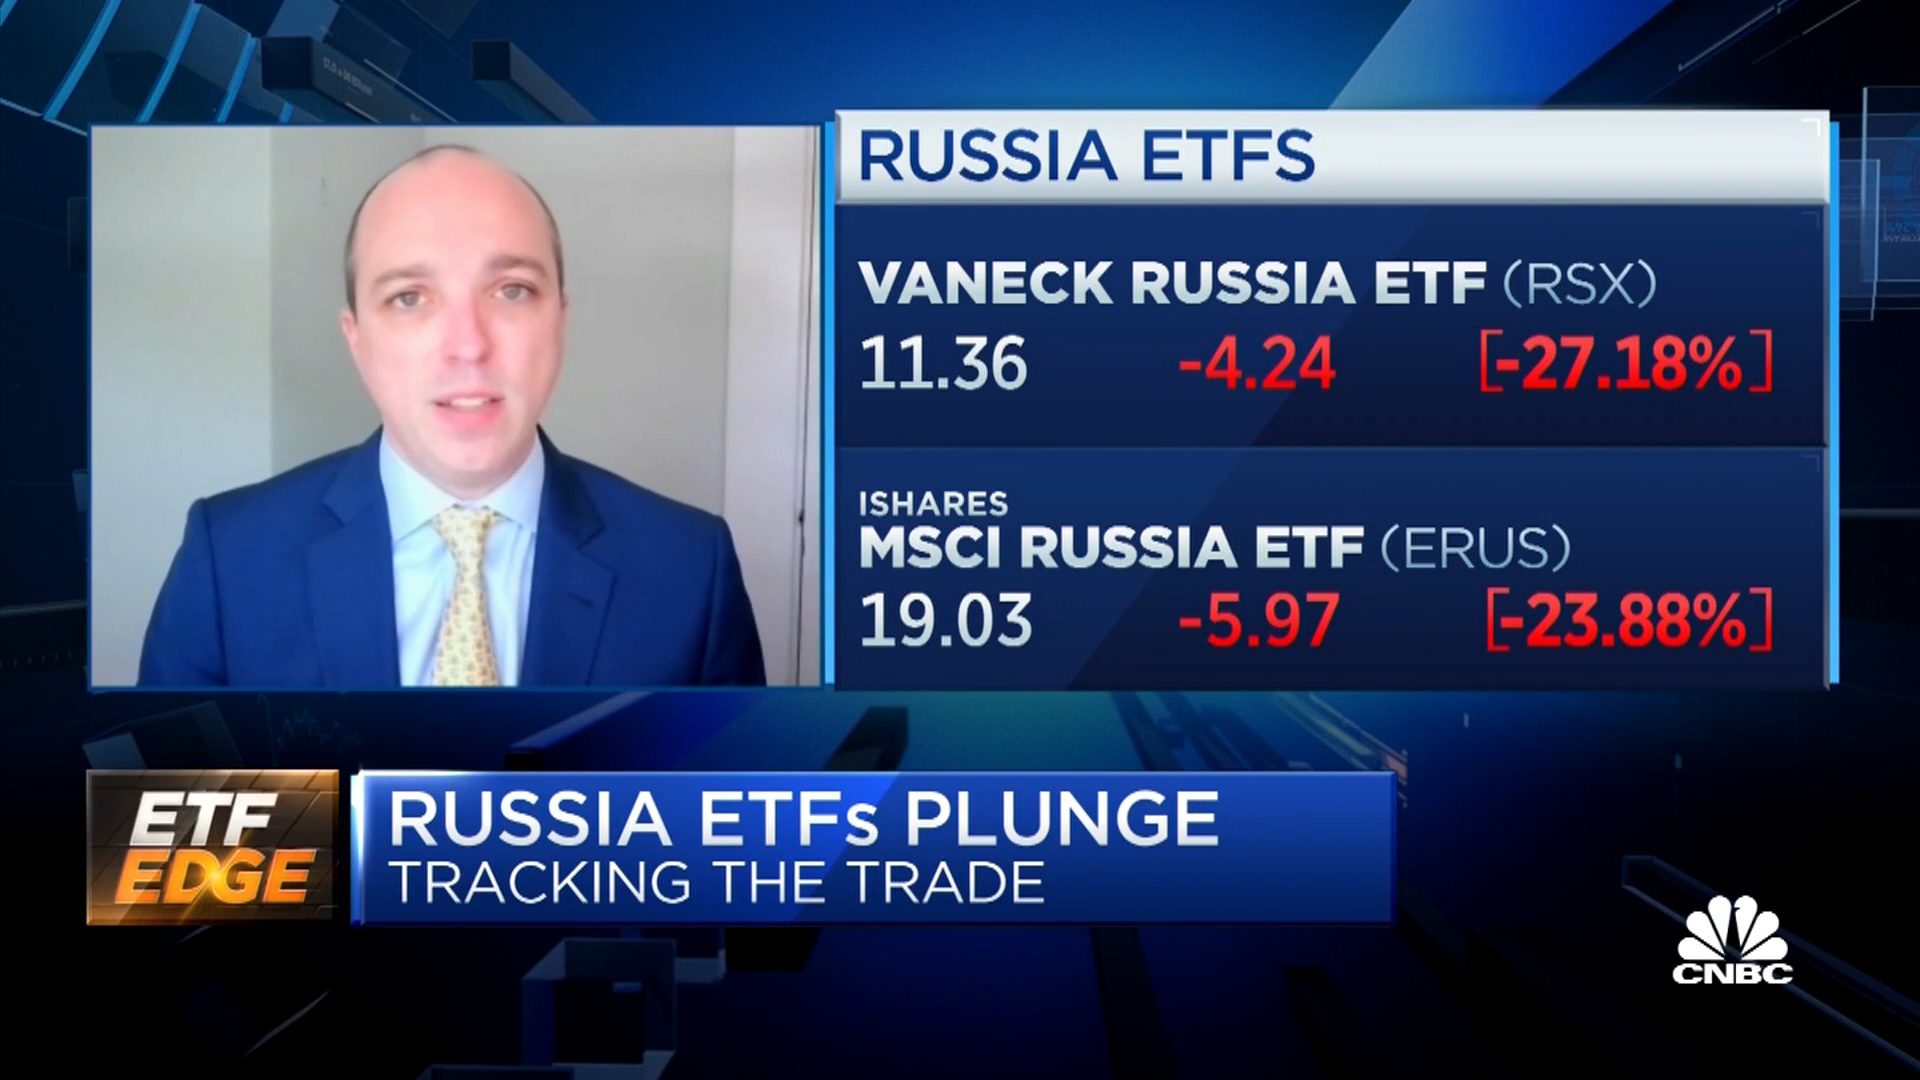 RUSSIA ETFS
VANECK RUSSIA ETF (RSX)
11.36 -4.24 [-27.18%]
ISHARES
MSCI RUSSIA ETF (ERUS)
19.03 -5.97 [-23.88%]
ETF
EDGE
RUSSIA ETFs PLUNGE
TRACKING THE TRADE
CNBC